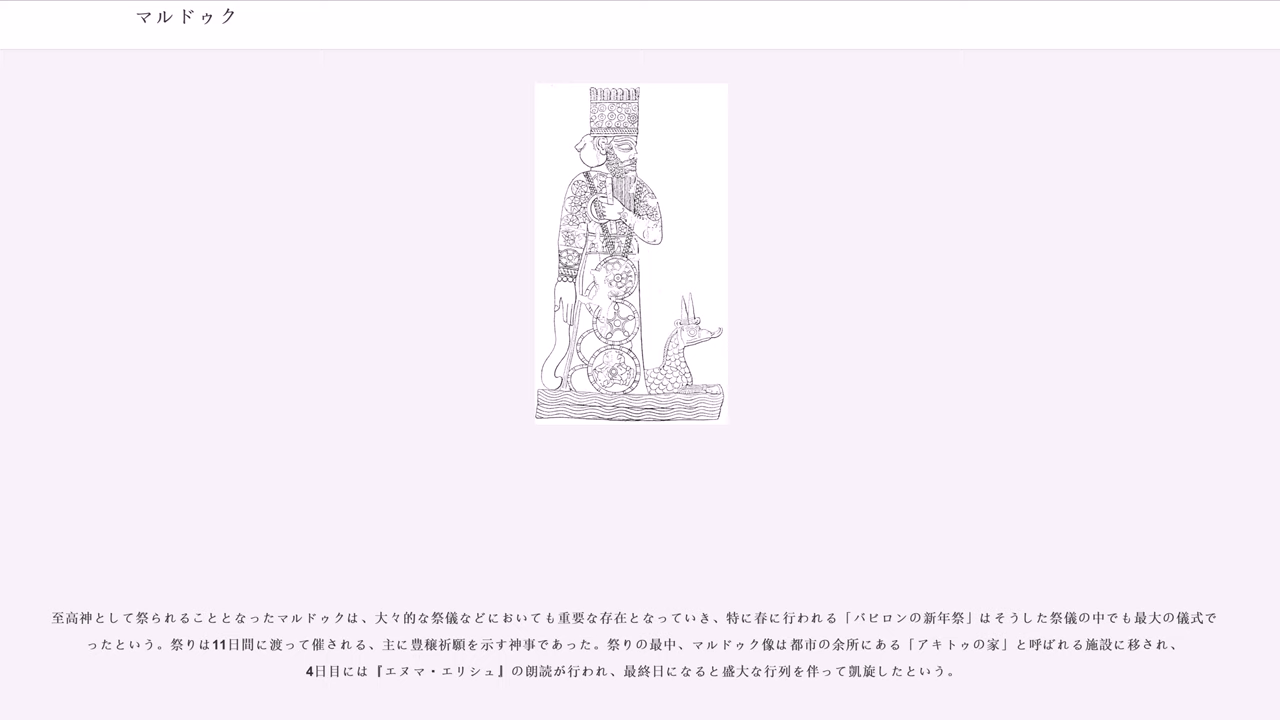 マルドゥク
至高神として祭られることとなったマルドゥクは、大々的な祭儀などにおいても重要な存在となっていき、特に春に行われる「バビロンの新年祭」はそうした祭儀の中でも最大の儀式で
ったという。祭りは11日間に渡って催される、主に豊穣祈願を示す神事であった。祭りの最中、マルドゥク像は都市の余所にある「アキトゥの家」と呼ばれる施設に移され、
4日目には『エヌマ・エリシュ』の朗読が行われ、最終日になると盛大な行列を伴って凱旋したという。